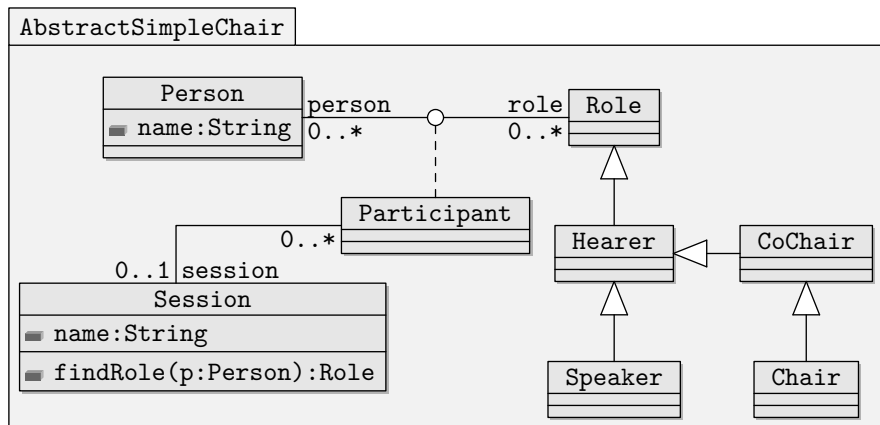 AbstractSimpleChair
Person
name:String
person
0..*
role
0..*
Role
Participant
0..*
Hearer
CoChair
0..1 session
Session
name:String
findRole(p:Person):Role
Speaker
Chair